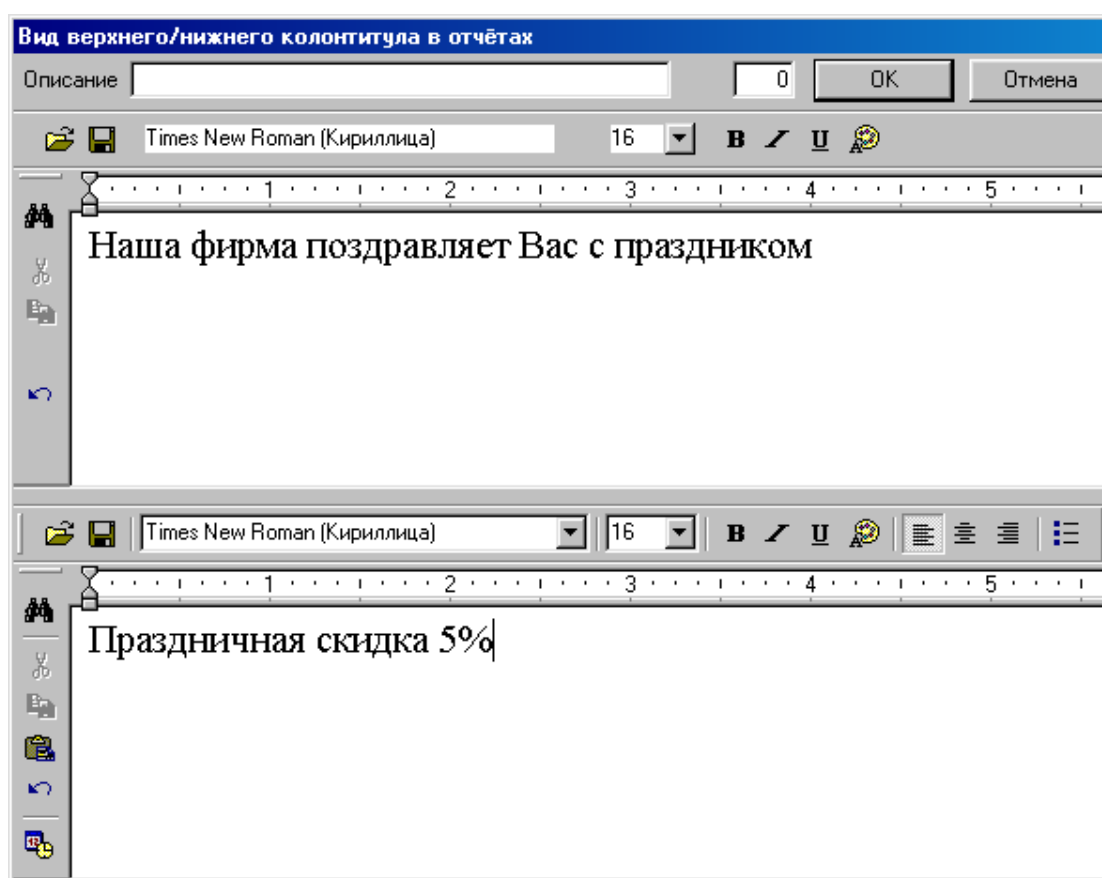 Вид верхнего/нижнего колонтитула в отчётах
Описание 0 OK Отмена
Times New Roman (Кириллица) 16 B I U
1 2 3 4 5
Наша фирма поздравляет Вас с праздником
Times New Roman (Кириллица) 16 B I U
1 2 3 4 5
Праздничная скидка 5%
12